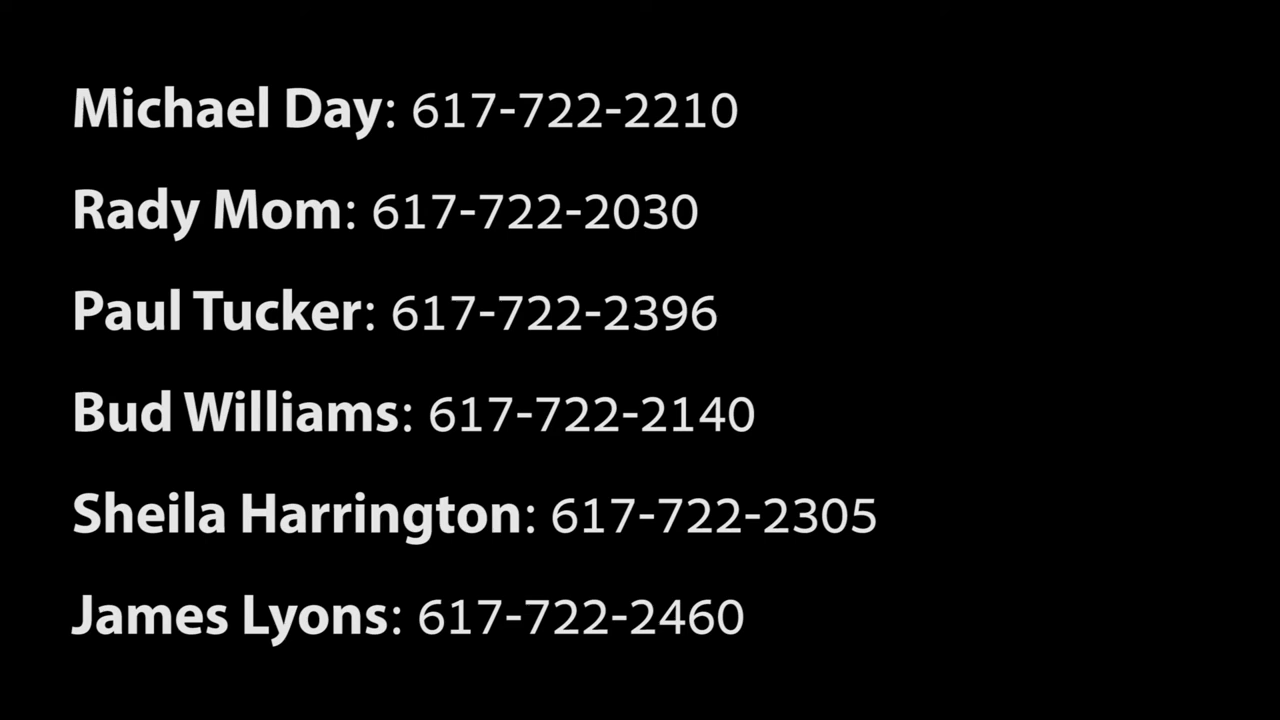 Michael Day: 617-722-2210
Rady Mom: 617-722-2030
Paul Tucker: 617-722-2396
Bud Williams: 617-722-2140
Sheila Harrington: 617-722-2305
James Lyons: 617-722-2460